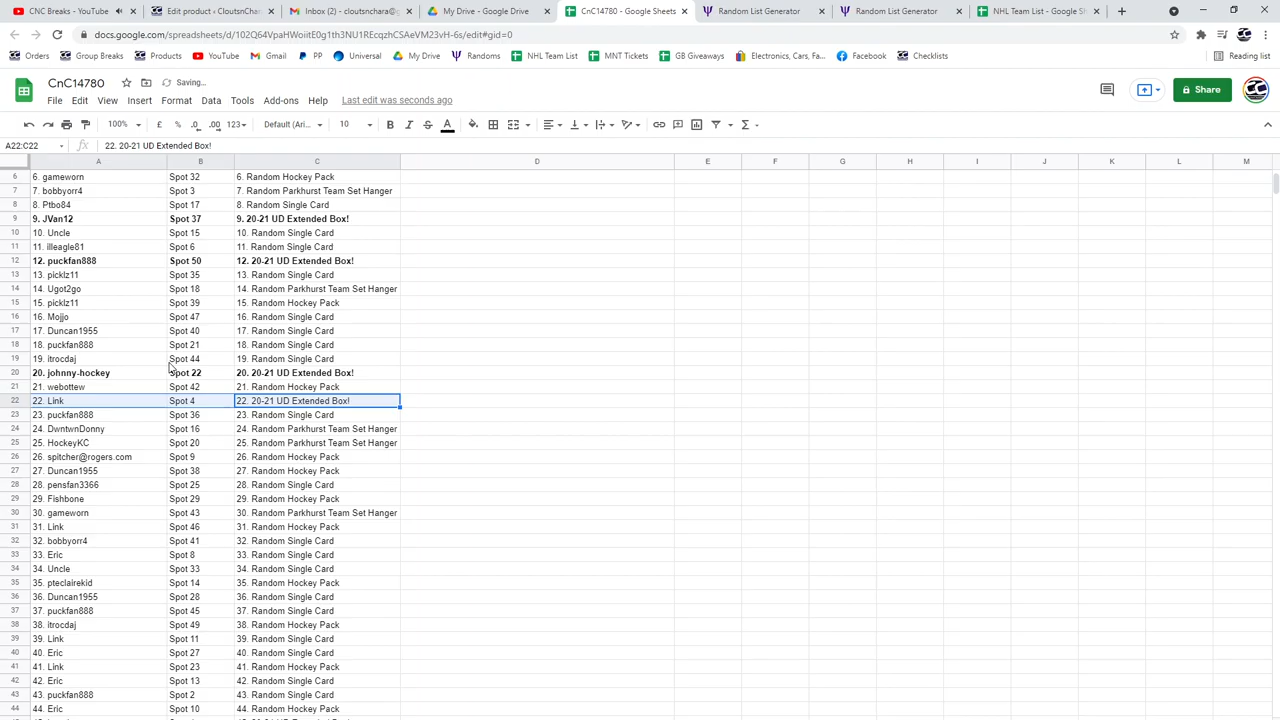 CNC Breaks - YouTube
Edit product ‹ CloutsnChar
Inbox (2) - cloutsnchara@g
My Drive - Google Drive
CnC14780 - Google Sheets
Random List Generator
Random List Generator
NHL Team List - Google Sh
docs.google.com/spreadsheets/d/102Q64VpaHWoiitE0g1th3NU1REcqzhCSAeVM23vH-6s/edit#gid=0
Orders Group Breaks Products YouTube Gmail PP Universal My Drive Randoms NHL Team List MNT Tickets GB Giveaways Electronics, Cars, Fa... Facebook Checklists Reading list
CnC14780 Saving...
File Edit View Insert Format Data Tools Add-ons Help Last edit was seconds ago
Share
100% £ % .0 .00 123 Default (Ari... 10
A22:C22 fx 22. 20-21 UD Extended Box!
A B C D E F G H I J K L M
6 6. gameworn Spot 32 6. Random Hockey Pack
7 7. bobbyorr4 Spot 3 7. Random Parkhurst Team Set Hanger
8 8. Ptbo84 Spot 17 8. Random Single Card
9 9. JVan12 Spot 37 9. 20-21 UD Extended Box!
10 10. Uncle Spot 15 10. Random Single Card
11 11. illeagle81 Spot 6 11. Random Single Card
12 12. puckfan888 Spot 50 12. 20-21 UD Extended Box!
13 13. picklz11 Spot 35 13. Random Single Card
14 14. Ugot2go Spot 18 14. Random Parkhurst Team Set Hanger
15 15. picklz11 Spot 39 15. Random Hockey Pack
16 16. Mojjo Spot 47 16. Random Single Card
17 17. Duncan1955 Spot 40 17. Random Single Card
18 18. puckfan888 Spot 21 18. Random Single Card
19 19. itrocdaj Spot 44 19. Random Single Card
20 20. johnny-hockey Spot 22 20. 20-21 UD Extended Box!
21 21. webottew Spot 42 21. Random Hockey Pack
22 22. Link Spot 4 22. 20-21 UD Extended Box!
23 23. puckfan888 Spot 36 23. Random Single Card
24 24. DwntwnDonny Spot 16 24. Random Parkhurst Team Set Hanger
25 25. HockeyKC Spot 20 25. Random Parkhurst Team Set Hanger
26 26. spitcher@rogers.com Spot 9 26. Random Hockey Pack
27 27. Duncan1955 Spot 38 27. Random Hockey Pack
28 28. pensfan3366 Spot 25 28. Random Single Card
29 29. Fishbone Spot 29 29. Random Hockey Pack
30 30. gameworn Spot 43 30. Random Parkhurst Team Set Hanger
31 31. Link Spot 46 31. Random Hockey Pack
32 32. bobbyorr4 Spot 41 32. Random Single Card
33 33. Eric Spot 8 33. Random Single Card
34 34. Uncle Spot 33 34. Random Single Card
35 35. pteclairekid Spot 14 35. Random Hockey Pack
36 36. Duncan1955 Spot 28 36. Random Single Card
37 37. puckfan888 Spot 45 37. Random Single Card
38 38. itrocdaj Spot 49 38. Random Hockey Pack
39 39. Link Spot 11 39. Random Single Card
40 40. Eric Spot 27 40. Random Single Card
41 41. Link Spot 23 41. Random Hockey Pack
42 42. Eric Spot 13 42. Random Single Card
43 43. puckfan888 Spot 2 43. Random Single Card
44 44. Eric Spot 10 44. Random Hockey Pack